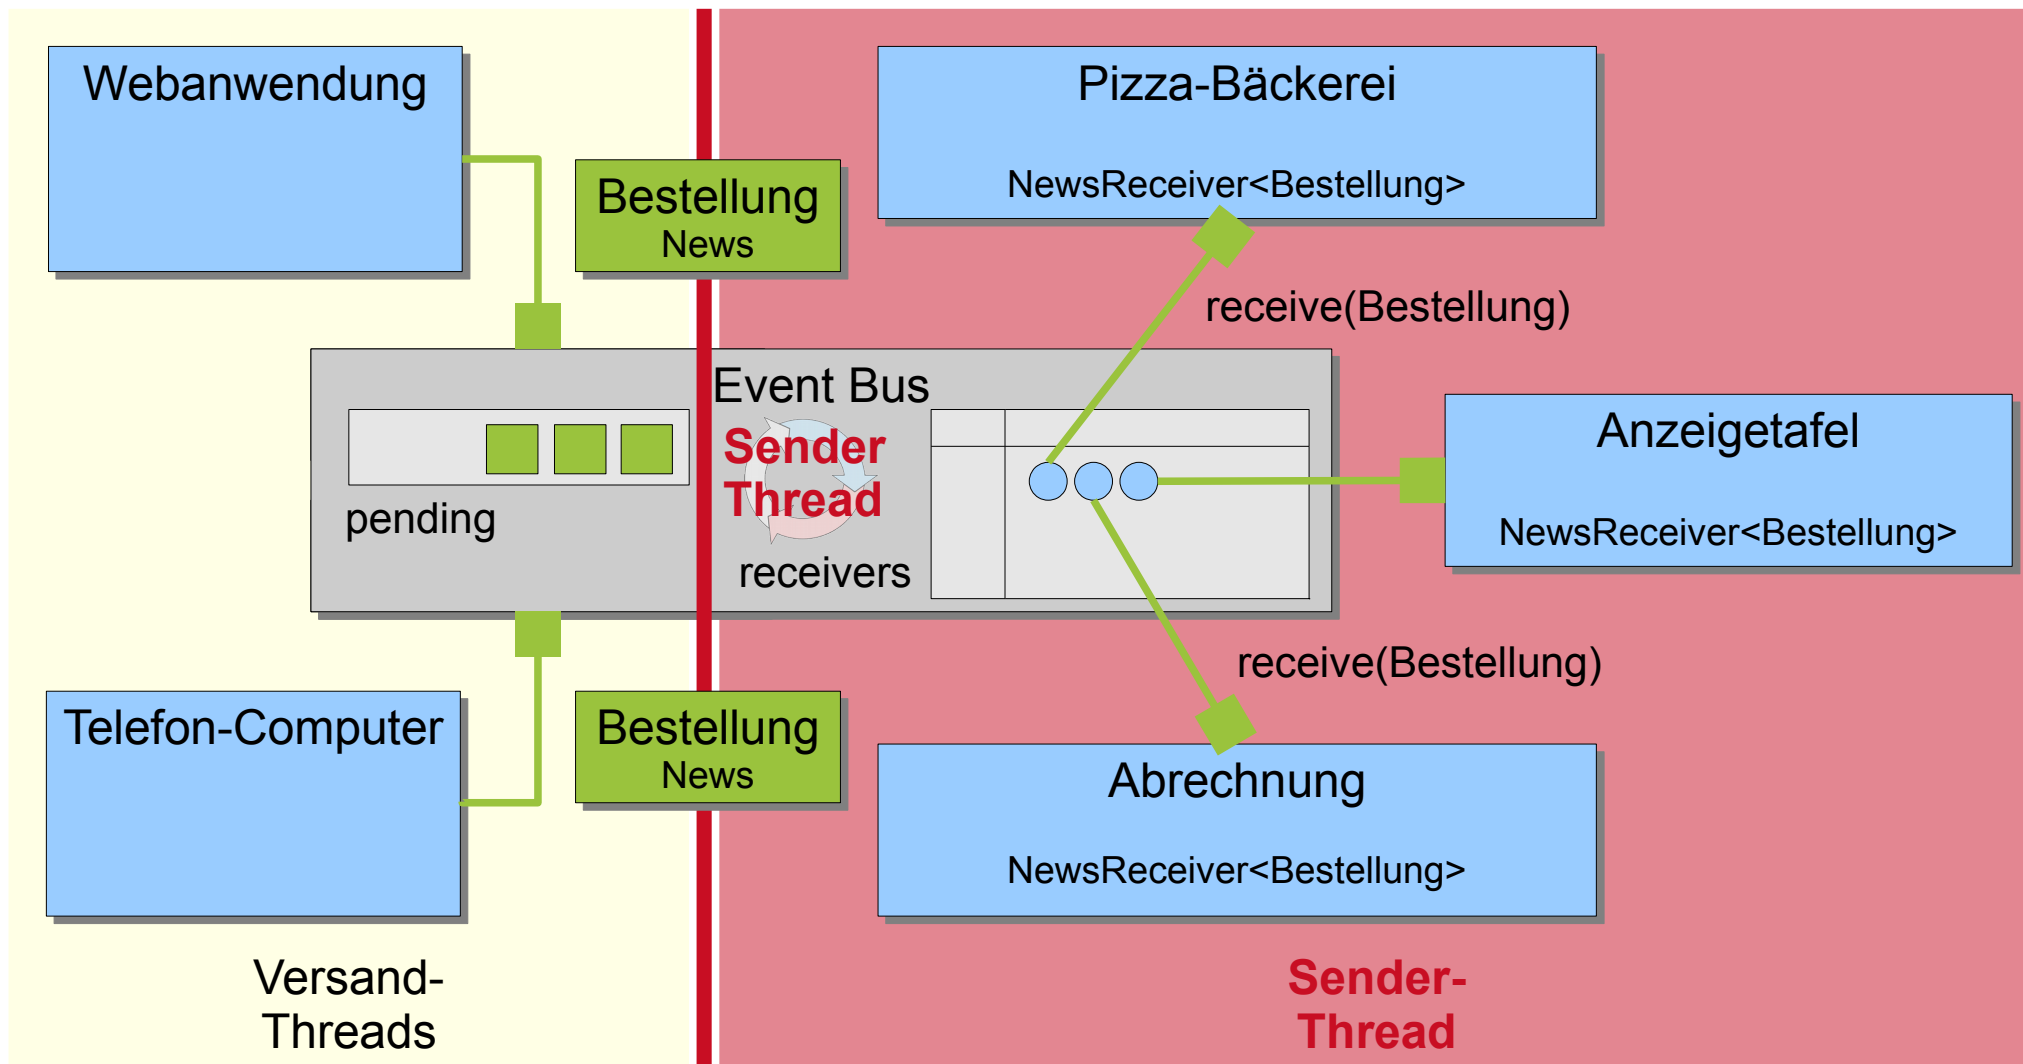 Webanwendung
Bestellung
News
Pizza-Bäckerei
NewsReceiver<Bestellung>
receive(Bestellung)
Event Bus
Sender
Thread
pending
receivers
Anzeigetafel
NewsReceiver<Bestellung>
receive(Bestellung)
Telefon-Computer
Bestellung
News
Abrechnung
NewsReceiver<Bestellung>
Versand-
Threads
Sender-
Thread